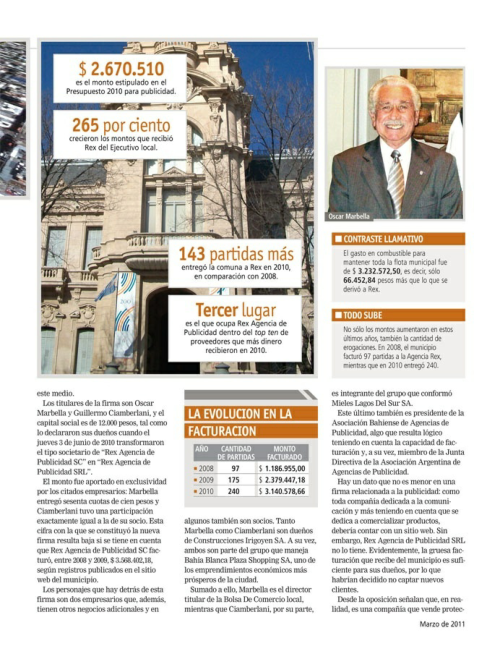 $ 2.670.510
es el monto estipulado en el
Presupuesto 2010 para publicidad.
265 por ciento
crecieron los montos que recibió
Rex del Ejecutivo local.
143 partidas más
entregó la comuna a Rex en 2010,
en comparación con 2008.
Tercer lugar
es el que ocupa Rex Agencia de
Publicidad dentro del top ten de
proveedores que más dinero
recibieron en 2010.
Oscar Marbella
CONTRASTE LLAMATIVO
El gasto en combustible para
mantener toda la flota municipal fue
de $ 3.232.572,50, es decir, sólo
66.452,84 pesos más que lo que se
derivó a Rex.
TODO SUBE
No sólo los montos aumentaron en estos
últimos años, también la cantidad de
erogaciones. En 2008, el municipio
facturó 97 partidas a la Agencia Rex,
mientras que en 2010 entregó 240.
este medio.
Los titulares de la firma son Oscar
Marbella y Guillermo Ciamberlani, y el
capital social es de 12.000 pesos, tal como
lo declararon sus dueños cuando el
jueves 3 de junio de 2010 transformaron
el tipo societario de “Rex Agencia de
Publicidad SC” en “Rex Agencia de
Publicidad SRL”.
El monto fue aportado en exclusividad
por los citados empresarios: Marbella
entregó sesenta cuotas de cien pesos y
Ciamberlani tuvo una participación
exactamente igual a la de su socio. Esta
cifra con la que se constituyó la nueva
firma resulta baja si se tiene en cuenta
que Rex Agencia de Publicidad SC fac-
turó, entre 2008 y 2009, $ 3.568.402,18,
según registros publicados en el sitio
web del municipio.
Los personajes que hay detrás de esta
firma son dos empresarios que, además,
tienen otros negocios adicionales y en
LA EVOLUCION EN LA
FACTURACION
AÑO CANTIDAD DE PARTIDAS MONTO FACTURADO
2008 97 $ 1.186.955,00
2009 175 $ 2.379.447,18
2010 240 $ 3.140.578,66
algunos también son socios. Tanto
Marbella como Ciamberlani son dueños
de Construcciones Irigoyen SA. A su vez,
ambos son parte del grupo que maneja
Bahía Blanca Plaza Shopping SA, uno de
los emprendimientos económicos más
prósperos de la ciudad.
Sumado a ello, Marbella es el director
titular de la Bolsa De Comercio local,
mientras que Ciamberlani, por su parte,
es integrante del grupo que conformó
Mieles Lagos Del Sur SA.
Este último también es presidente de la
Asociación Bahiense de Agencias de
Publicidad, algo que resulta lógico
teniendo en cuenta la capacidad de fac-
turación y, a su vez, miembro de la Junta
Directiva de la Asociación Argentina de
Agencias de Publicidad.
Hay un dato que no es menor en una
firma relacionada a la publicidad: como
toda compañía dedicada a la comuni-
cación y más teniendo en cuenta que se
dedica a comercializar productos,
debería contar con un sitio web. Sin
embargo, Rex Agencia de Publicidad SRL
no lo tiene. Evidentemente, la gruesa fac-
turación que recibe del municipio es sufi-
ciente para sus dueños, por lo que
habrían decidido no captar nuevos
clientes.
Desde la oposición señalan que, en rea-
lidad, es una compañía que vende protec-
Marzo de 2011